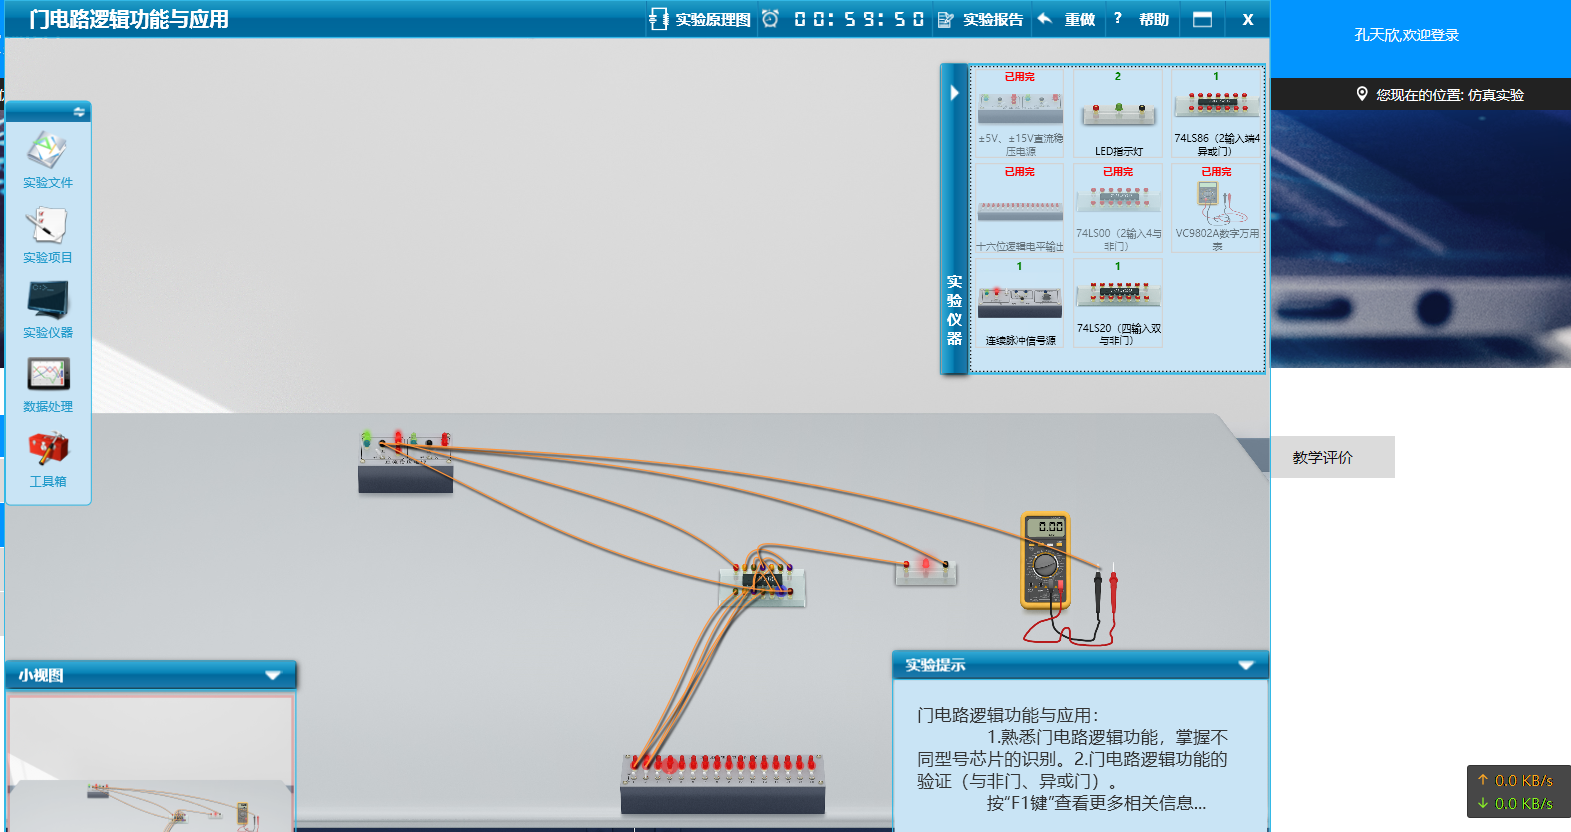 门电路逻辑功能与应用
实验原理图
00:59:50
实验报告
重做
? 帮助
X
孔天欣,欢迎登录
您现在的位置: 仿真实验
实验文件
实验项目
实验仪器
数据处理
工具箱
实验仪器
已用完
±5V、±15V直流稳
压电源
2
LED指示灯
1
74LS86（2输入端4
异或门）
已用完
十六位逻辑电平输出
已用完
74LS00（2输入4与
非门）
已用完
VC9802A数字万用
表
1
连续脉冲信号源
1
74LS20（四输入双
与非门）
教学评价
0.00
小视图
实验提示
门电路逻辑功能与应用：
1.熟悉门电路逻辑功能，掌握不
同型号芯片的识别。2.门电路逻辑功能的
验证（与非门、异或门）。
按“F1键”查看更多相关信息...
↑ 0.0 KB/s
↓ 0.0 KB/s